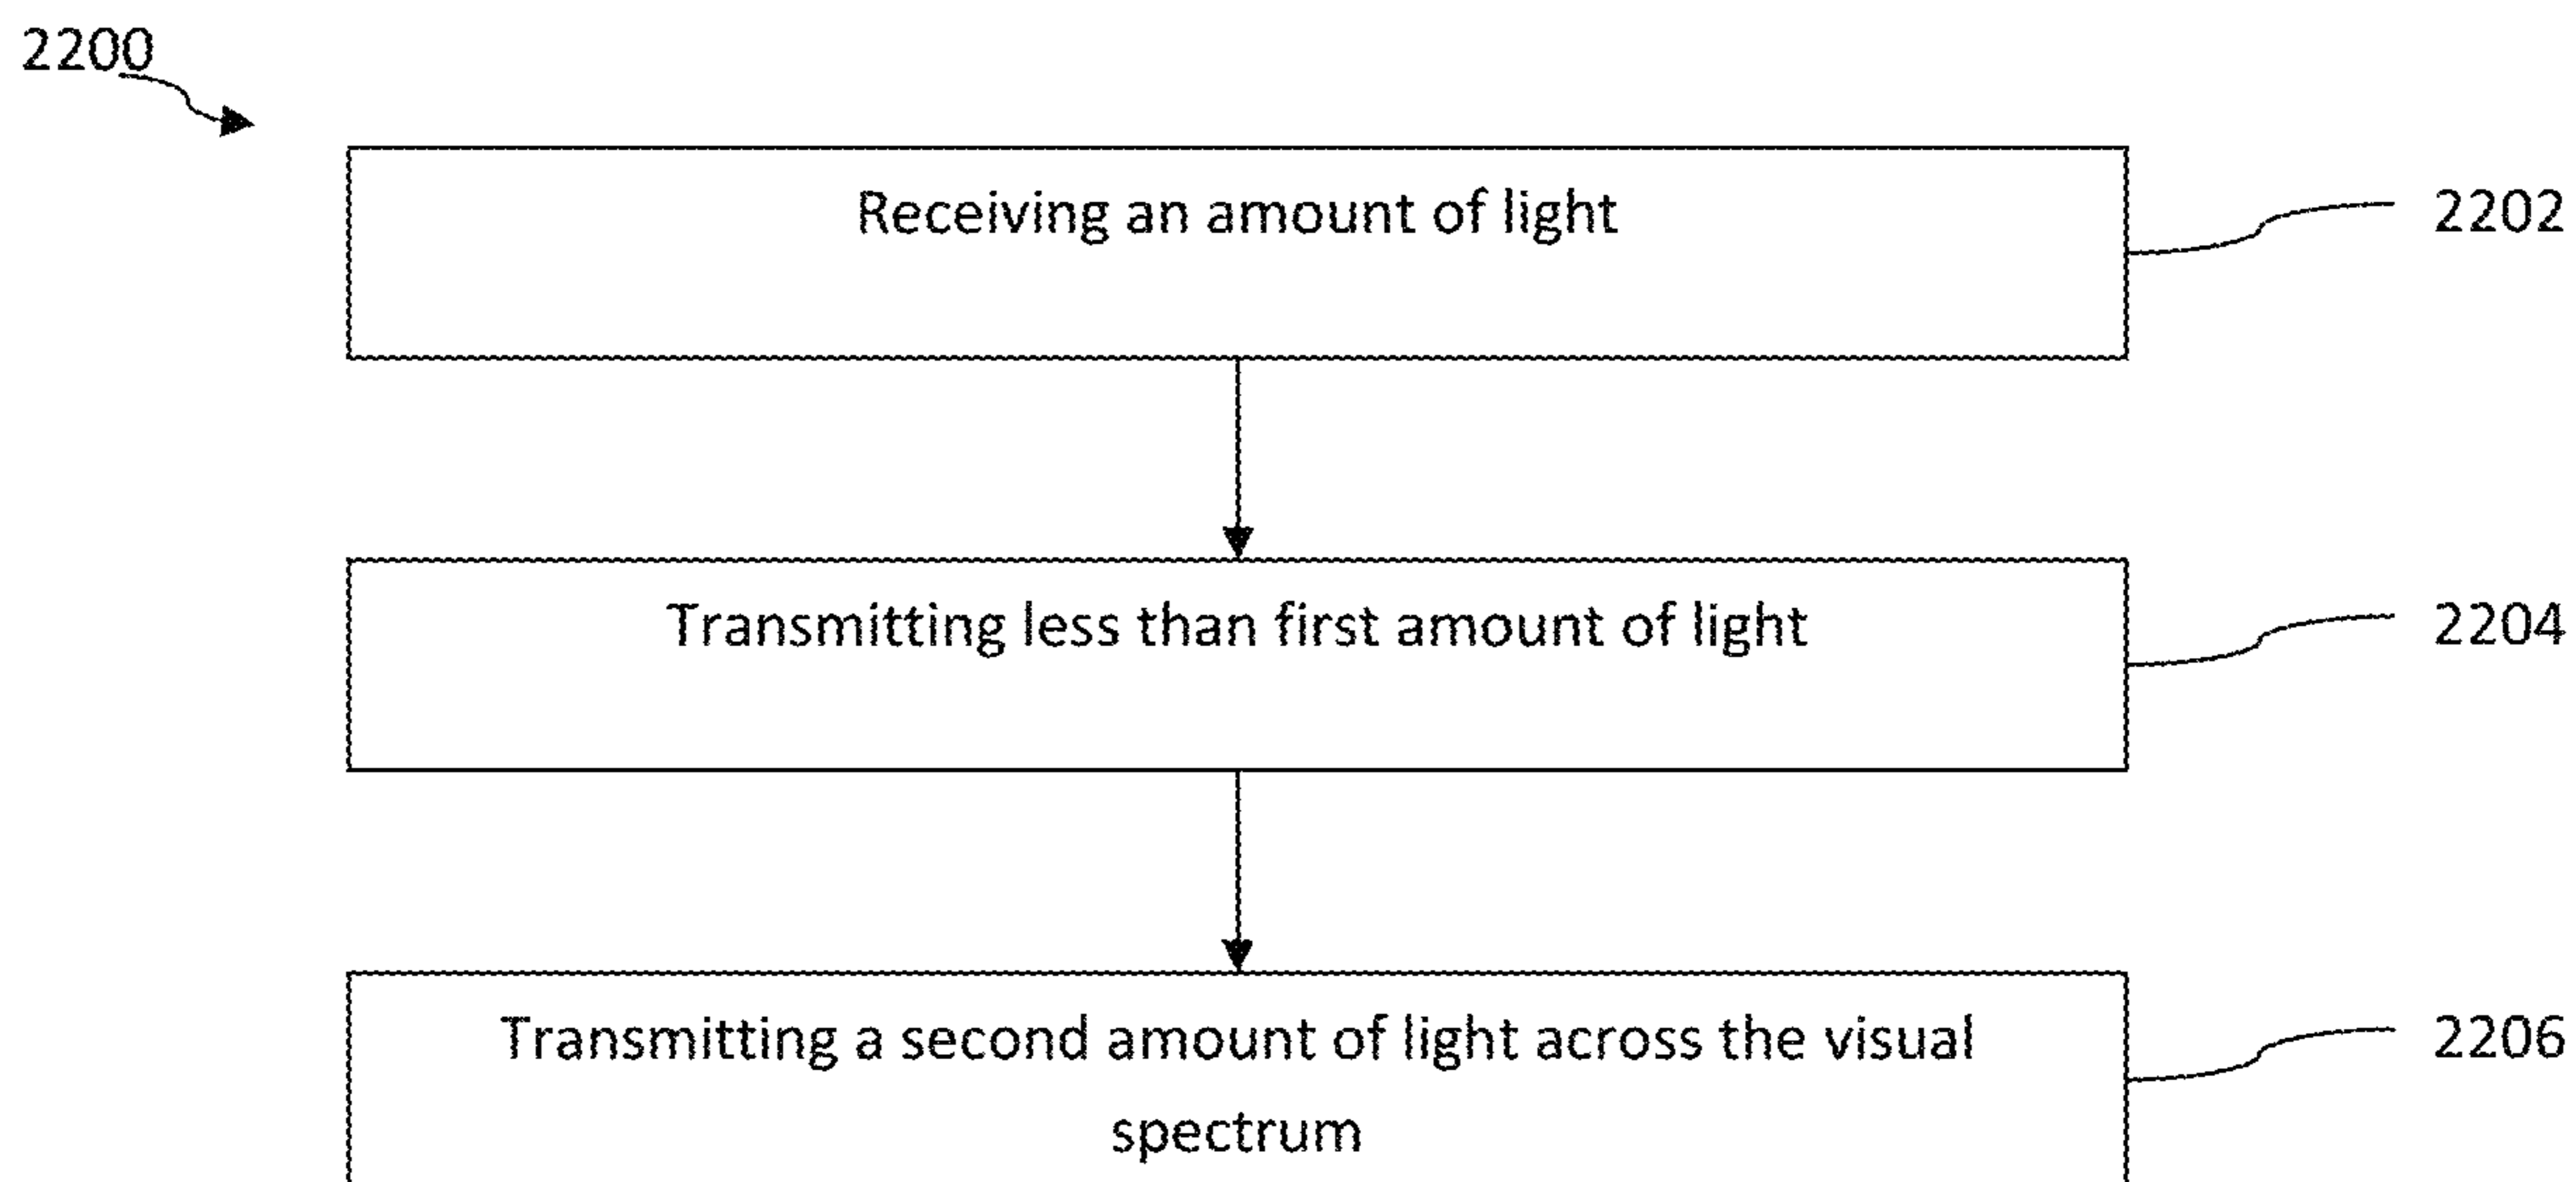 2200
Receiving an amount of light
2202
Transmitting less than first amount of light
2204
Transmitting a second amount of light across the visual
spectrum
2206